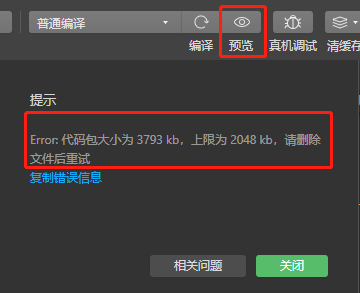 普通编译
编译 预览 真机调试 清缓存
提示
Error: 代码包大小为 3793 kb，上限为 2048 kb，请删除
文件后重试
复制错误信息
相关问题 关闭